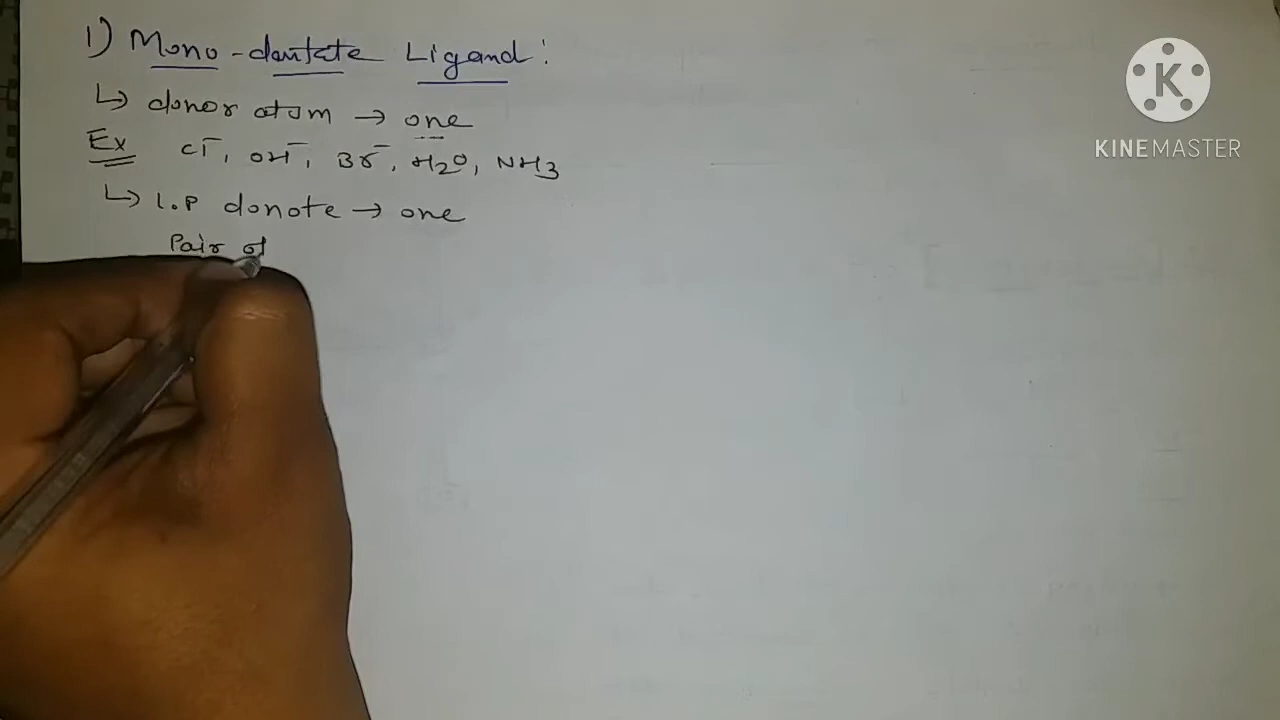 1) Mono-dentate Ligand:
↳ donor atom → one
Ex Cl⁻, OH⁻, Br⁻, H₂O, NH₃
↳ l.p donote → one
Pair of
K
KINEMASTER